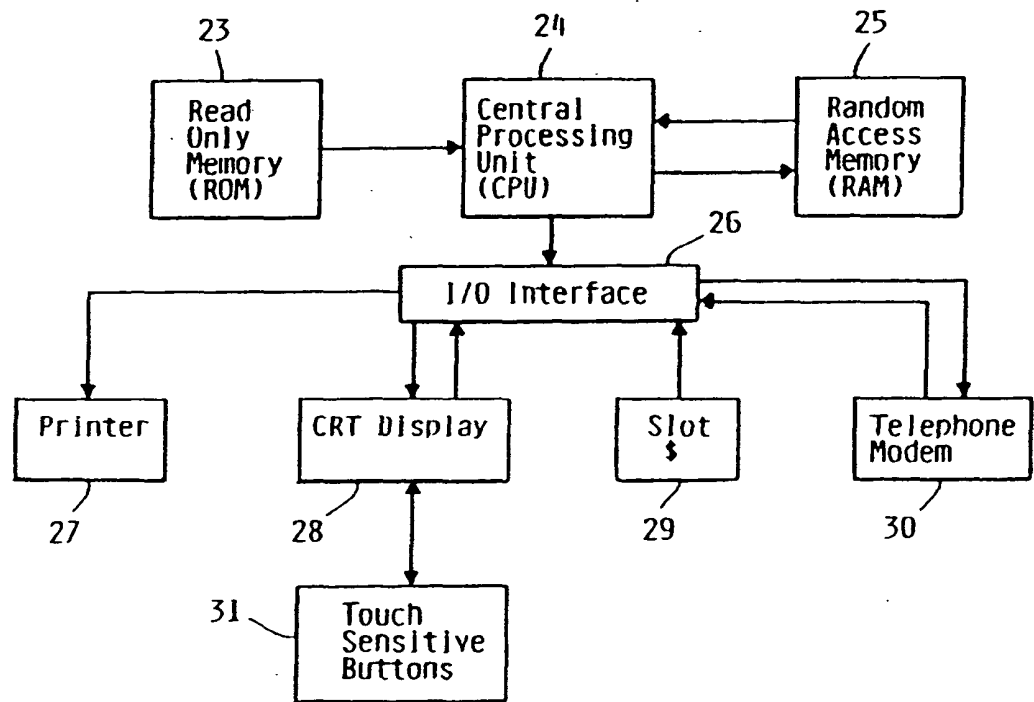 23
24
25
Read
Only
Memory
(ROM)
Central
Processing
Unit
(CPU)
Random
Access
Memory
(RAM)
26
I/O Interface
Printer
CRT Display
Slot
$
Telephone
Modem
27
28
29
30
31
Touch
Sensitive
Buttons